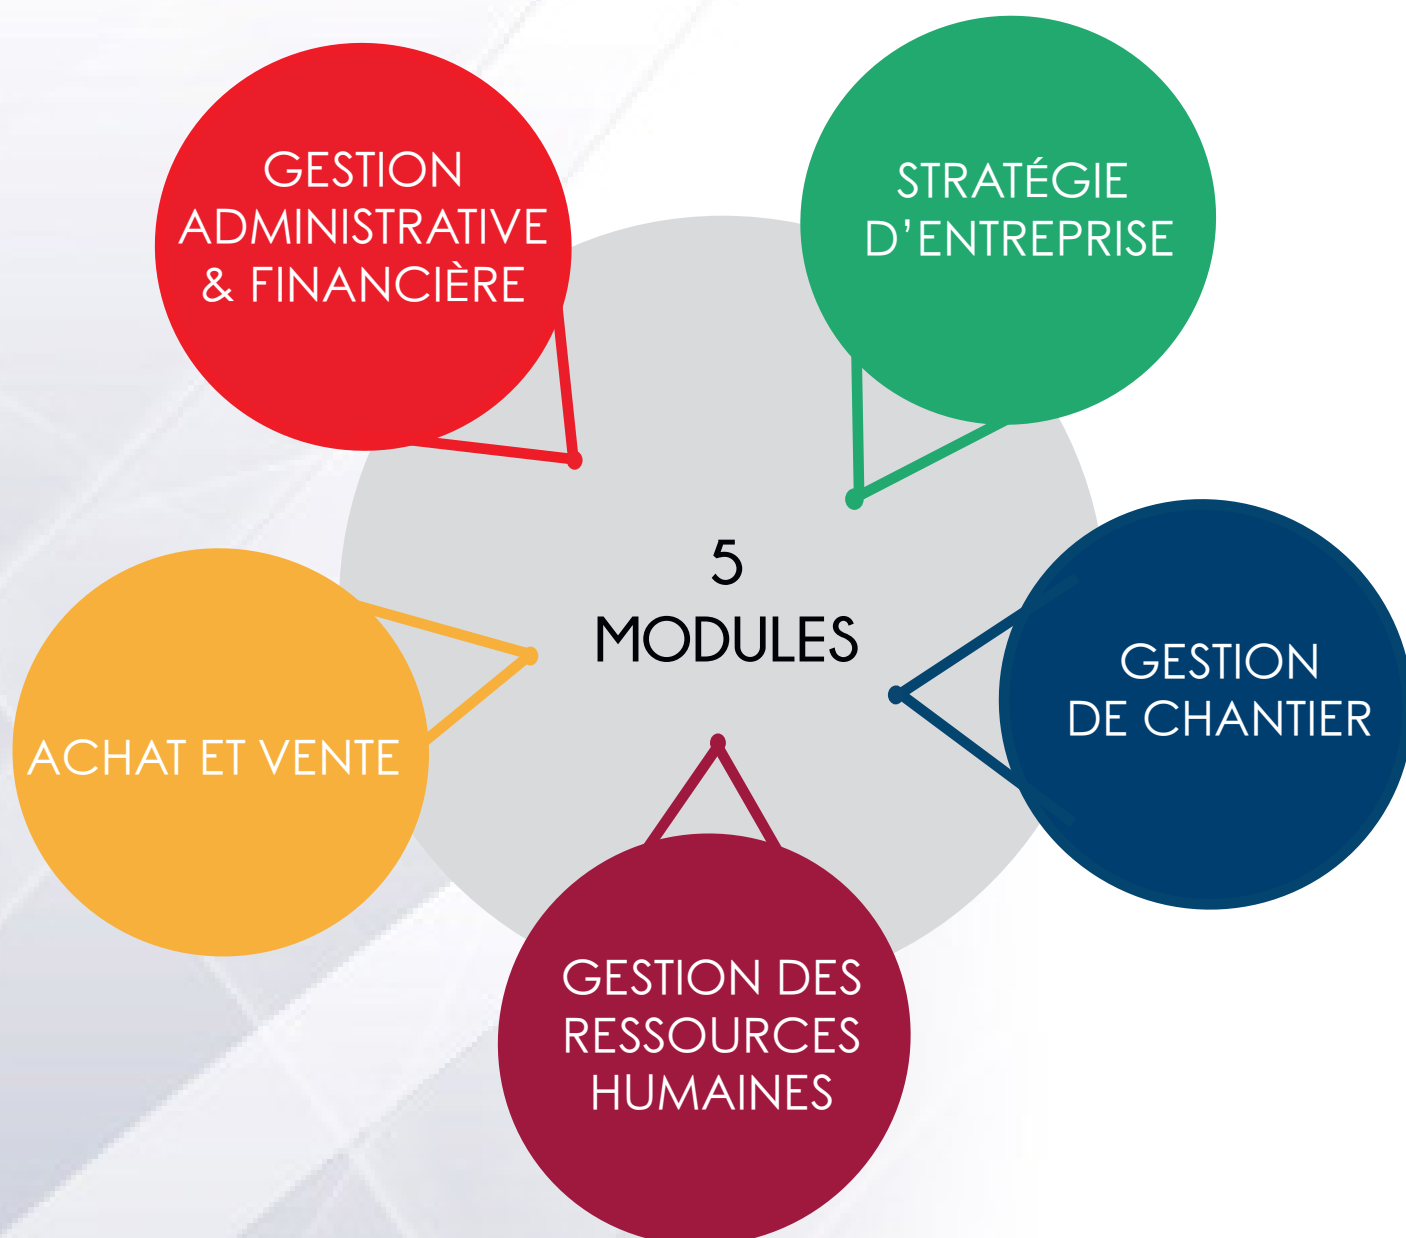 GESTION
ADMINISTRATIVE
& FINANCIÈRE
STRATÉGIE
D’ENTREPRISE
5
MODULES
GESTION
DE CHANTIER
ACHAT ET VENTE
GESTION DES
RESSOURCES
HUMAINES